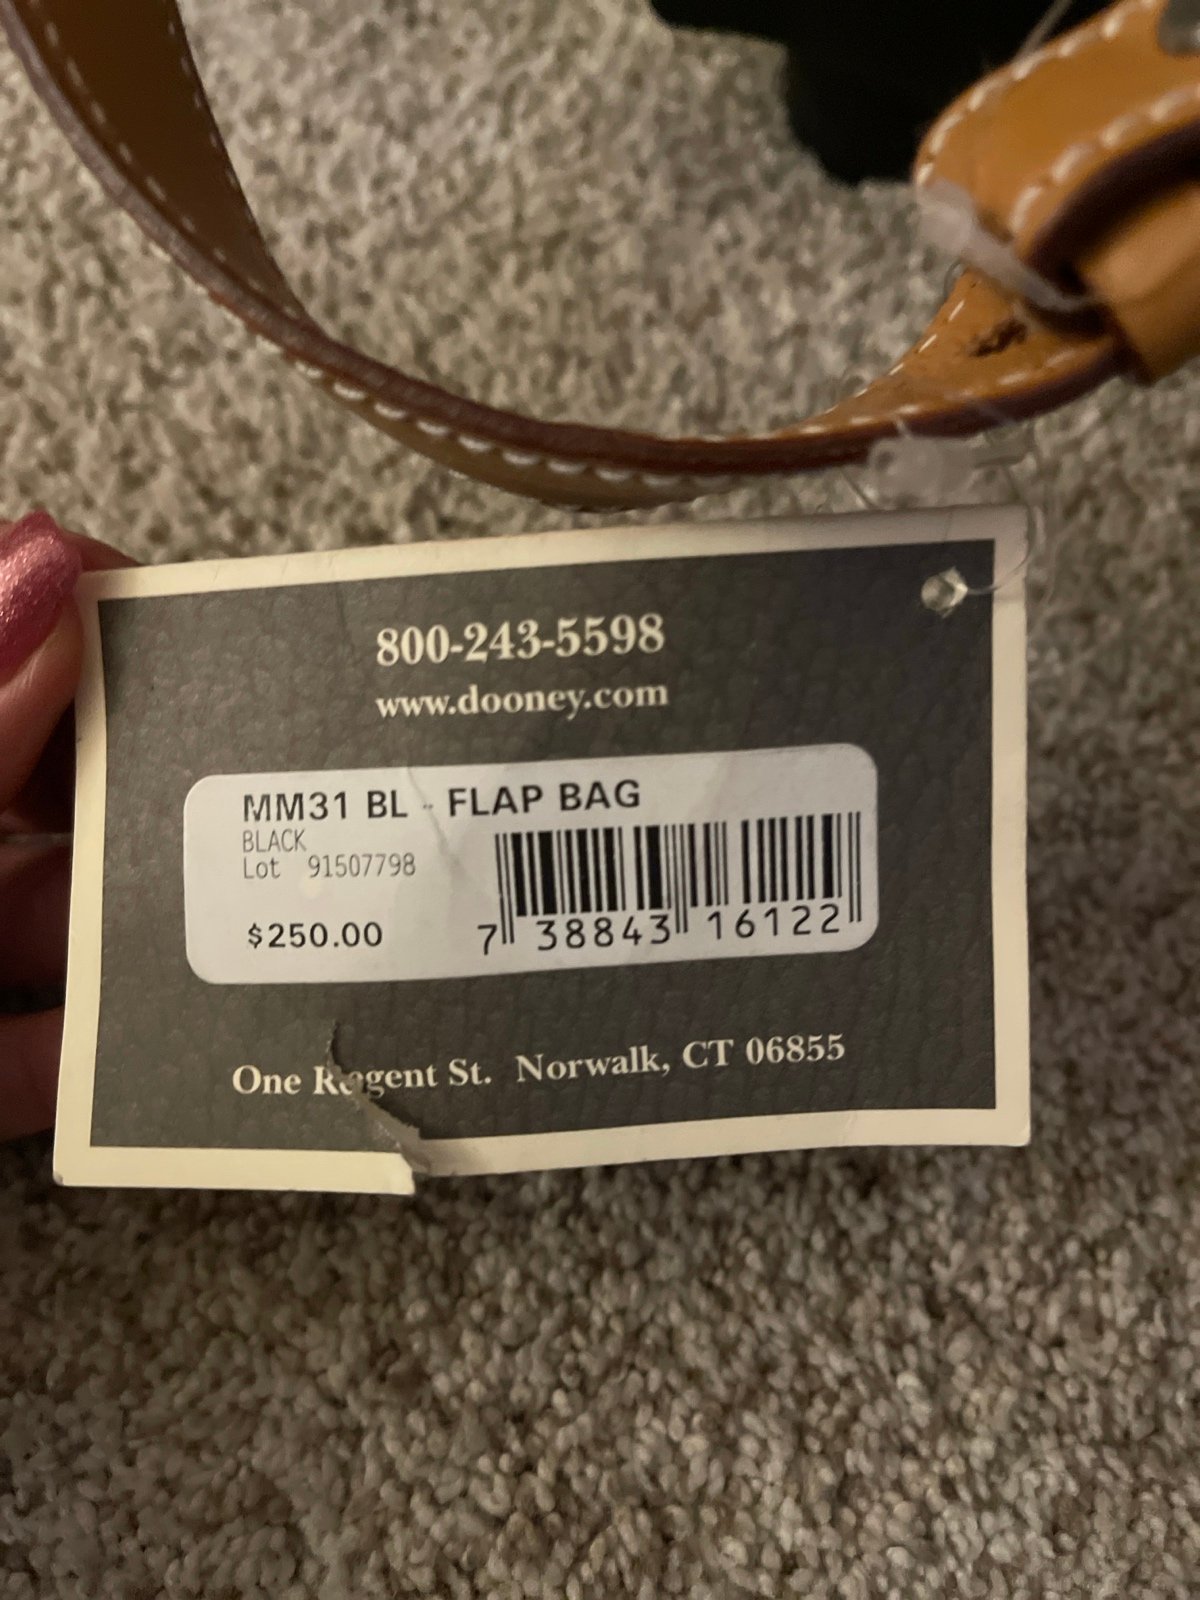 800-243-5598
www.dooney.com
MM31 BL - FLAP BAG
BLACK
Lot 91507798
$250.00
7 38843 16122
One Regent St. Norwalk, CT 06855